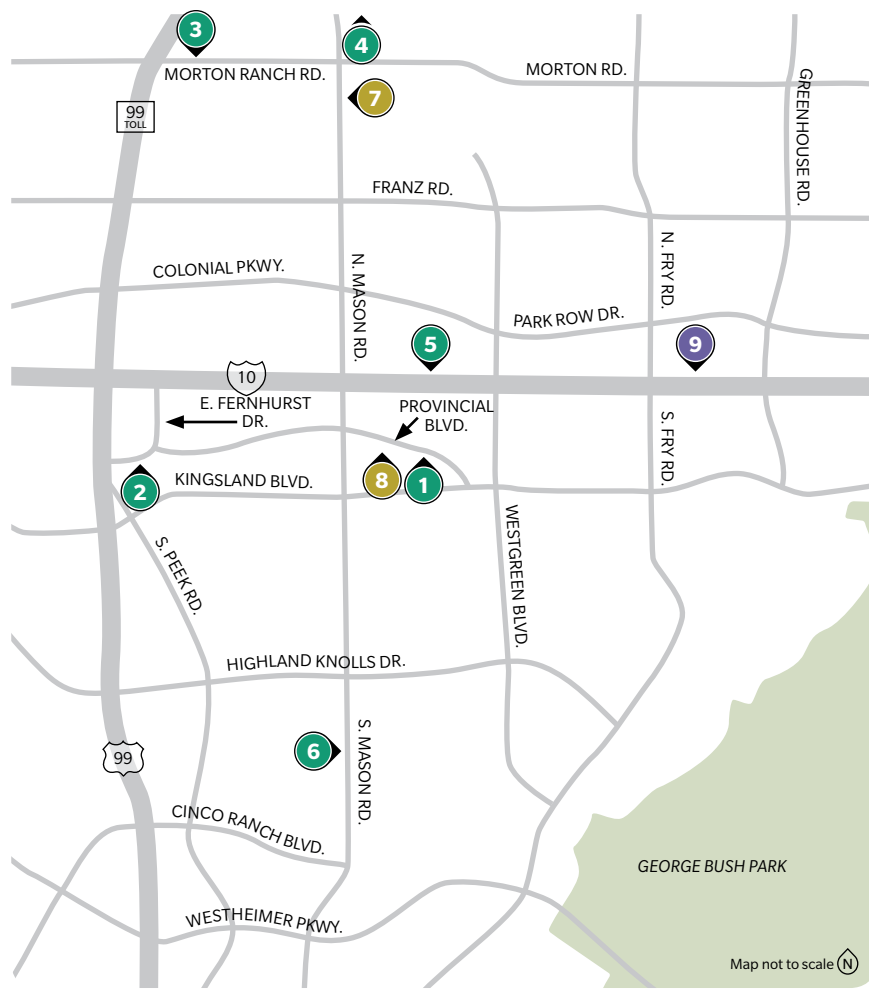 3
4
MORTON RANCH RD.
MORTON RD.
7
99
TOLL
GREENHOUSE RD.
FRANZ RD.
N. MASON RD.
N. FRY RD.
COLONIAL PKWY.
PARK ROW DR.
5
9
10
E. FERNHURST
DR.
PROVINCIAL
BLVD.
S. FRY RD.
2
KINGSLAND BLVD.
8
1
WESTGREEN BLVD.
S. PEEK RD.
HIGHLAND KNOLLS DR.
6
S. MASON RD.
99
CINCO RANCH BLVD.
GEORGE BUSH PARK
WESTHEIMER PKWY.
Map not to scale N